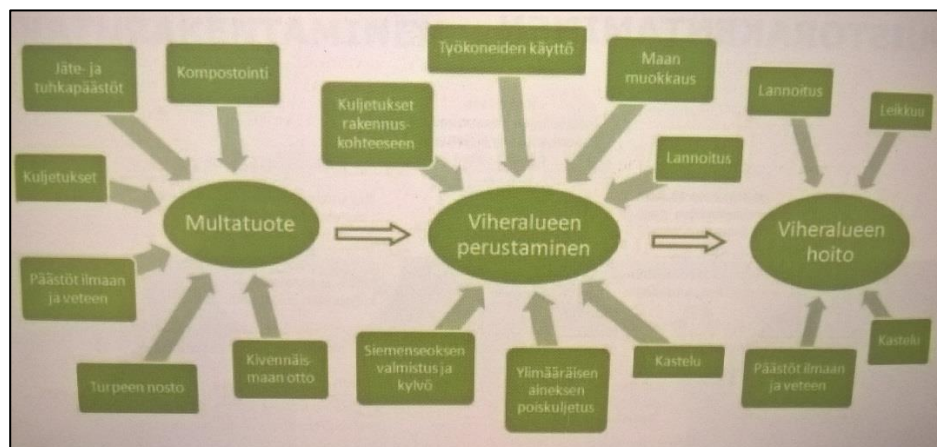 Jäte- ja
tuhkapäästöt
Kompostointi
Kuljetukset
Multatuote
Päästöt ilmaan
ja veteen
Turpeen nosto
Kivennäis-
maan otto
Työkoneiden käyttö
Kuljetukset
rakennus-
kohteeseen
Maan
muokkaus
Lannoitus
Viheralueen
perustaminen
Siemenseoksen
valmistus ja
kylvö
Ylimääräisen
aineksen
poiskuljetus
Kastelu
Lannoitus
Leikkuu
Viheralueen
hoito
Päästöt ilmaan
ja veteen
Kastelu